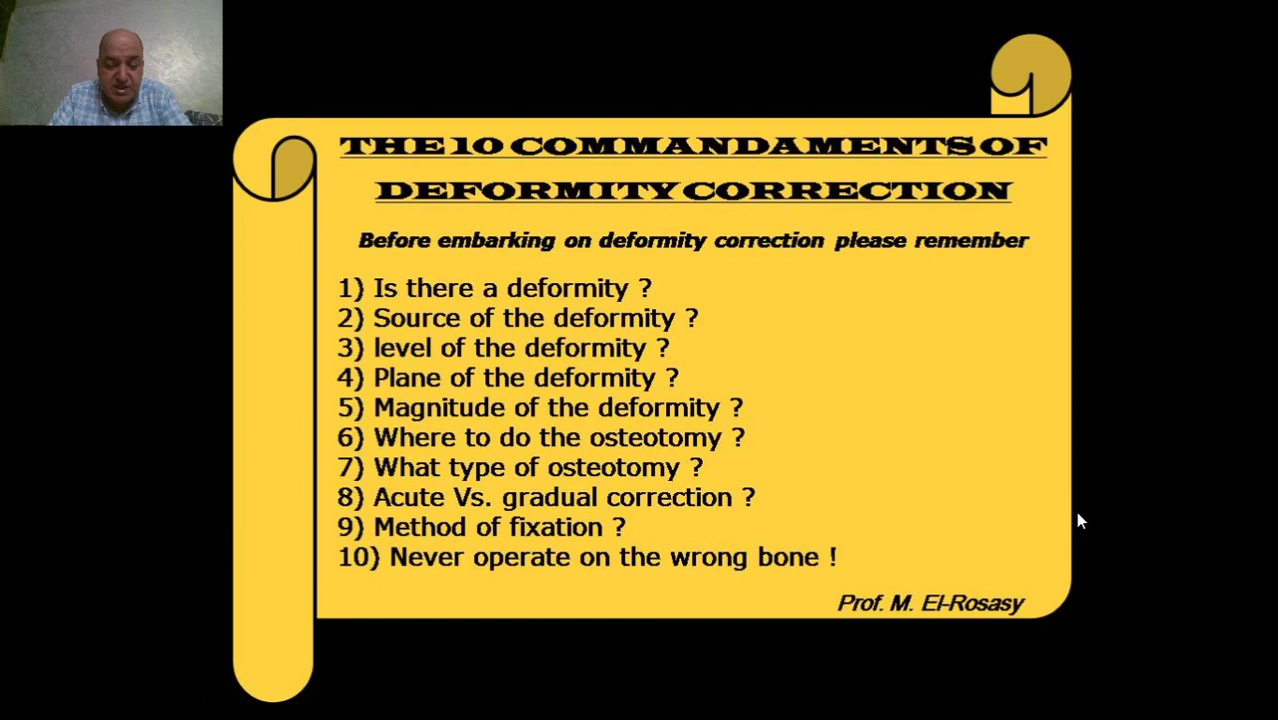 THE 10 COMMANDAMENTS OF
DEFORMITY CORRECTION
Before embarking on deformity correction please remember
1) Is there a deformity ?
2) Source of the deformity ?
3) level of the deformity ?
4) Plane of the deformity ?
5) Magnitude of the deformity ?
6) Where to do the osteotomy ?
7) What type of osteotomy ?
8) Acute Vs. gradual correction ?
9) Method of fixation ?
10) Never operate on the wrong bone !
Prof. M. El-Rosasy